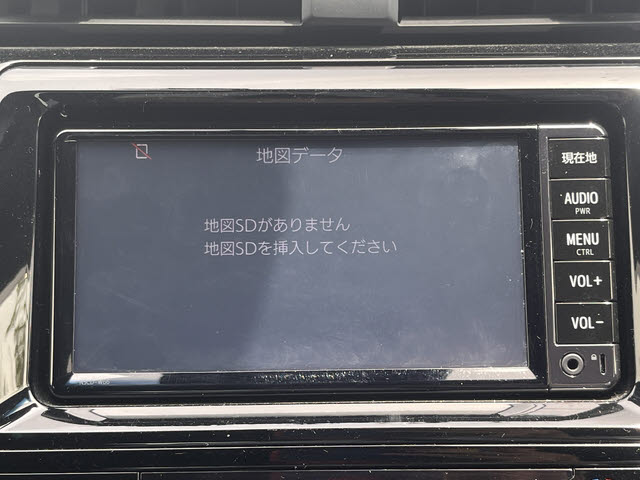 地図データ
地図SDがありません
地図SDを挿入してください
現在地
AUDIO
PWR
MENU
CTRL
VOL+
VOL-